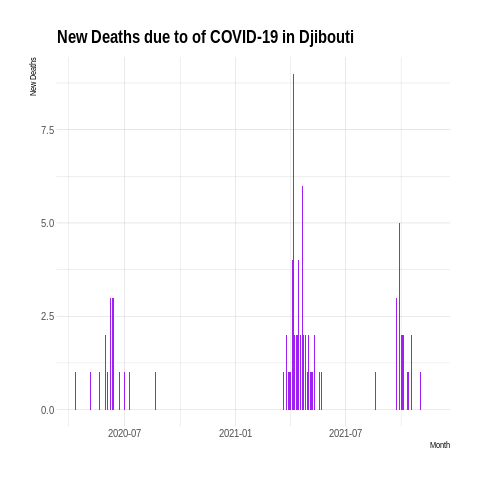 New Deaths due to of COVID-19 in Djibouti
New Deaths
7.5
5.0
2.5
0.0
2020-07
2021-01
2021-07
Month